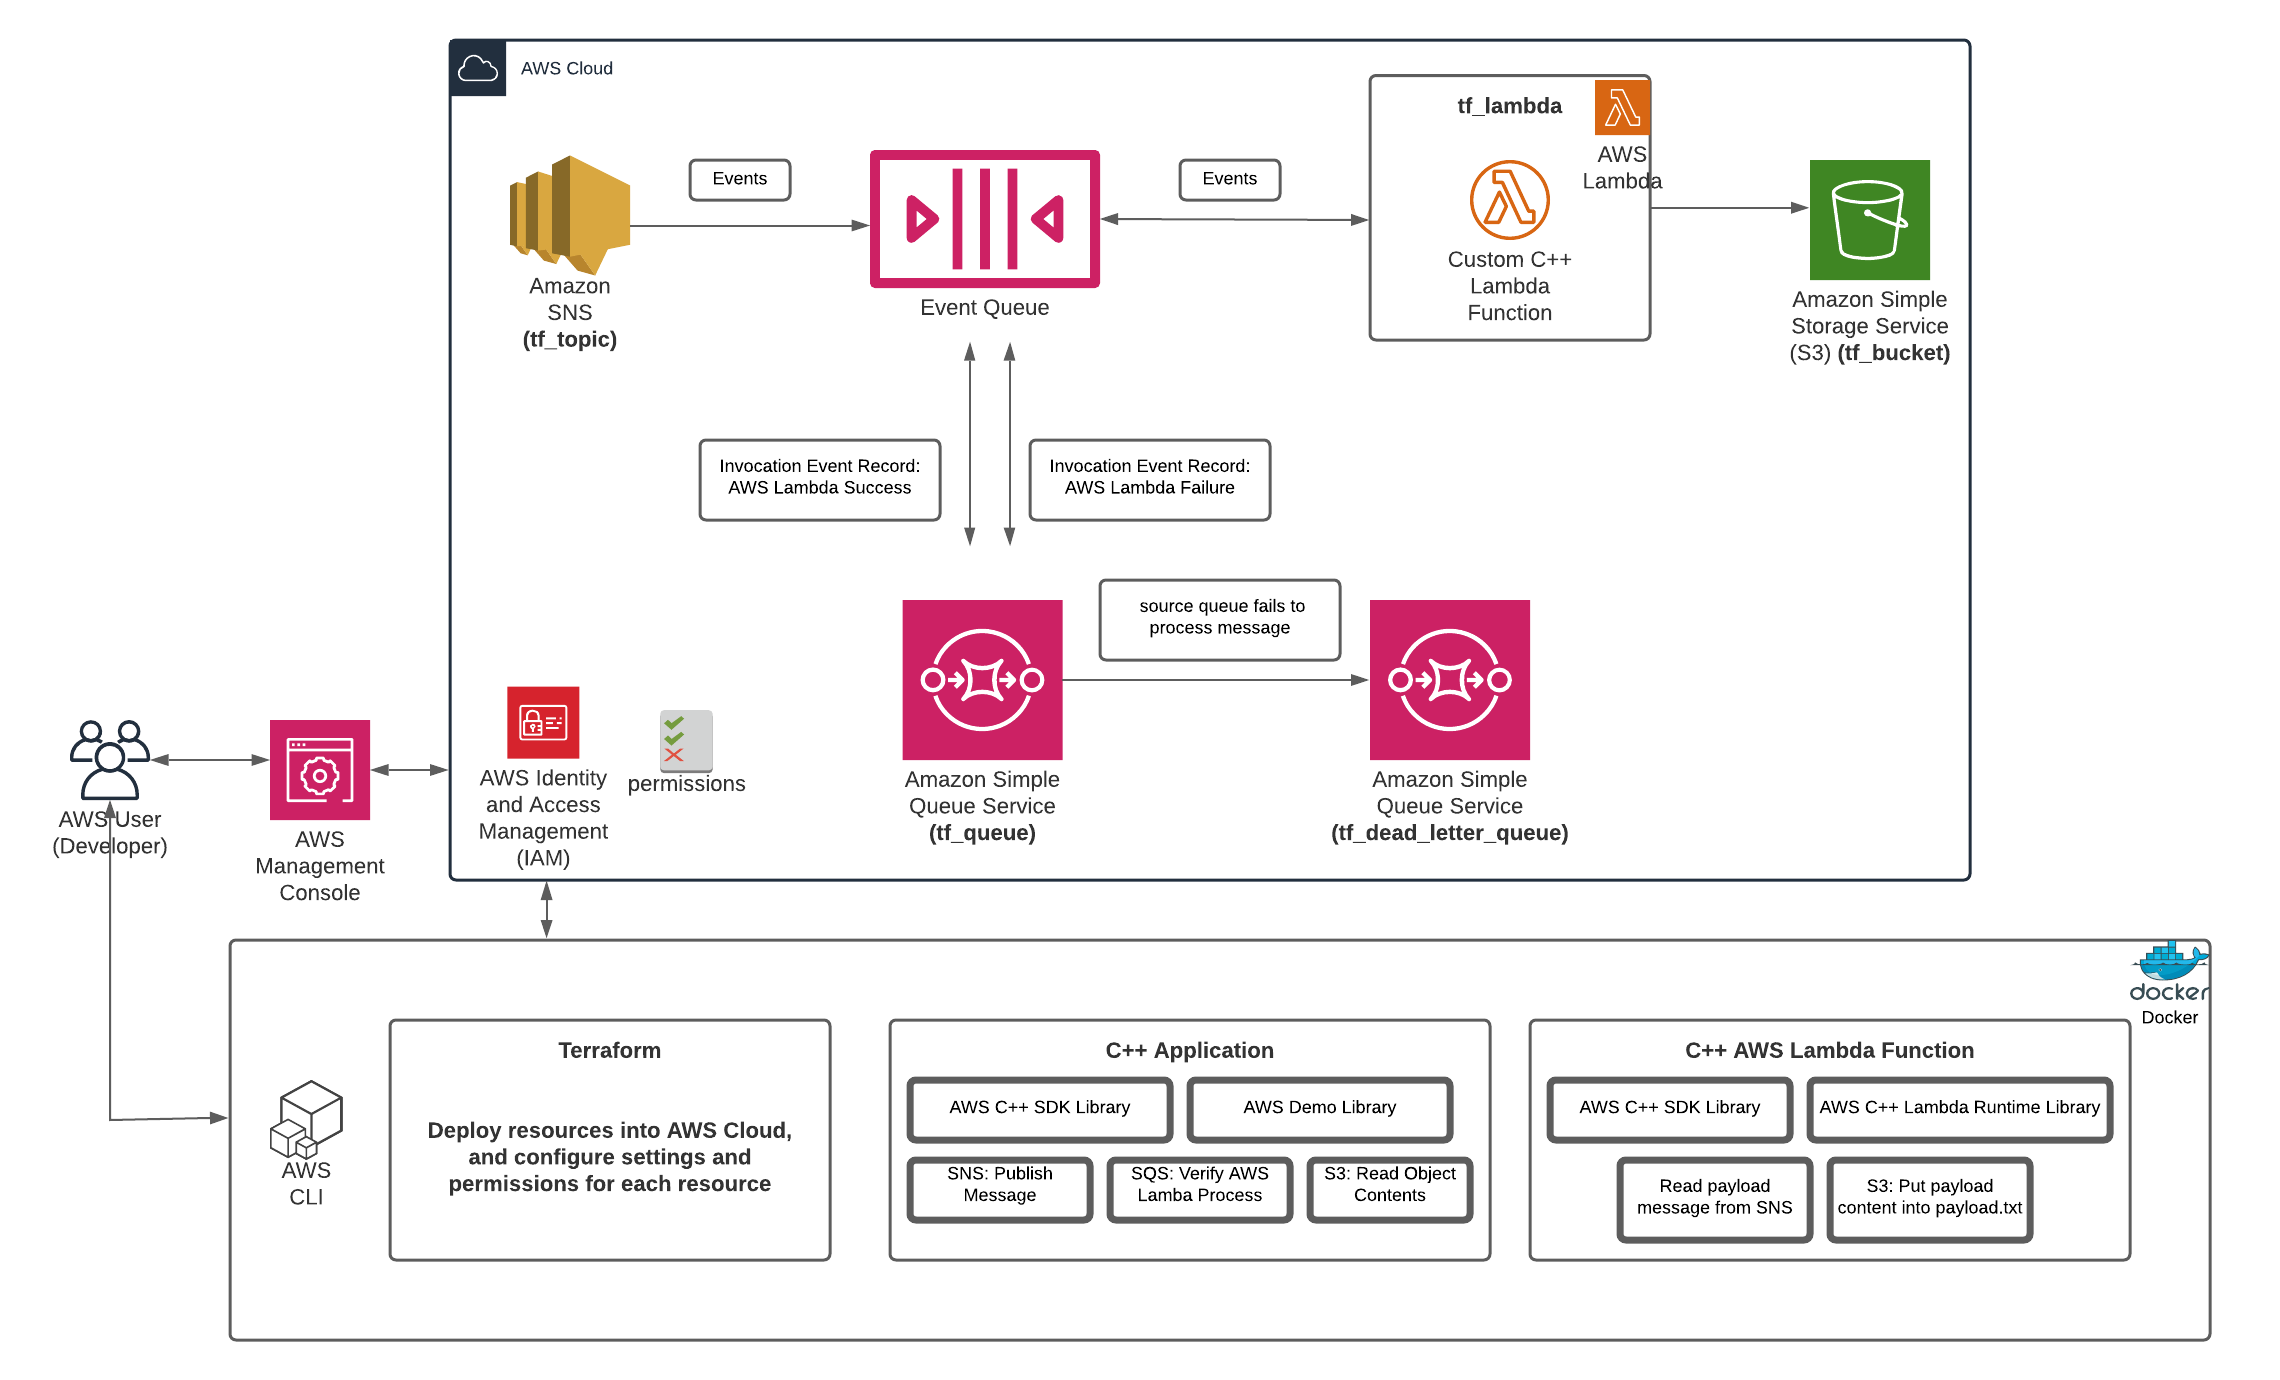 AWS Cloud
tf_lambda
AWS
Lambda
Events
Events
Custom C++
Lambda
Function
Amazon
SNS
(tf_topic)
Event Queue
Amazon Simple
Storage Service
(S3) (tf_bucket)
Invocation Event Record:
AWS Lambda Success
Invocation Event Record:
AWS Lambda Failure
source queue fails to
process message
AWS Identity
and Access
Management
(IAM)
permissions
Amazon Simple
Queue Service
(tf_queue)
Amazon Simple
Queue Service
(tf_dead_letter_queue)
AWS User
(Developer)
AWS
Management
Console
docker
Docker
AWS
CLI
Terraform
Deploy resources into AWS Cloud,
and configure settings and
permissions for each resource
C++ Application
AWS C++ SDK Library
AWS Demo Library
SNS: Publish
Message
SQS: Verify AWS
Lamba Process
S3: Read Object
Contents
C++ AWS Lambda Function
AWS C++ SDK Library
AWS C++ Lambda Runtime Library
Read payload
message from SNS
S3: Put payload
content into payload.txt